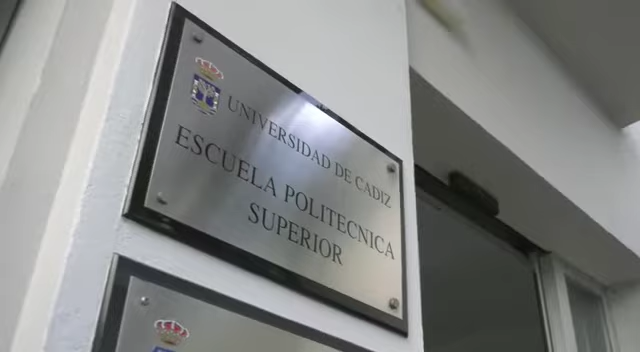 UNIVERSIDAD DE CADIZ
ESCUELA POLITECNICA
SUPERIOR